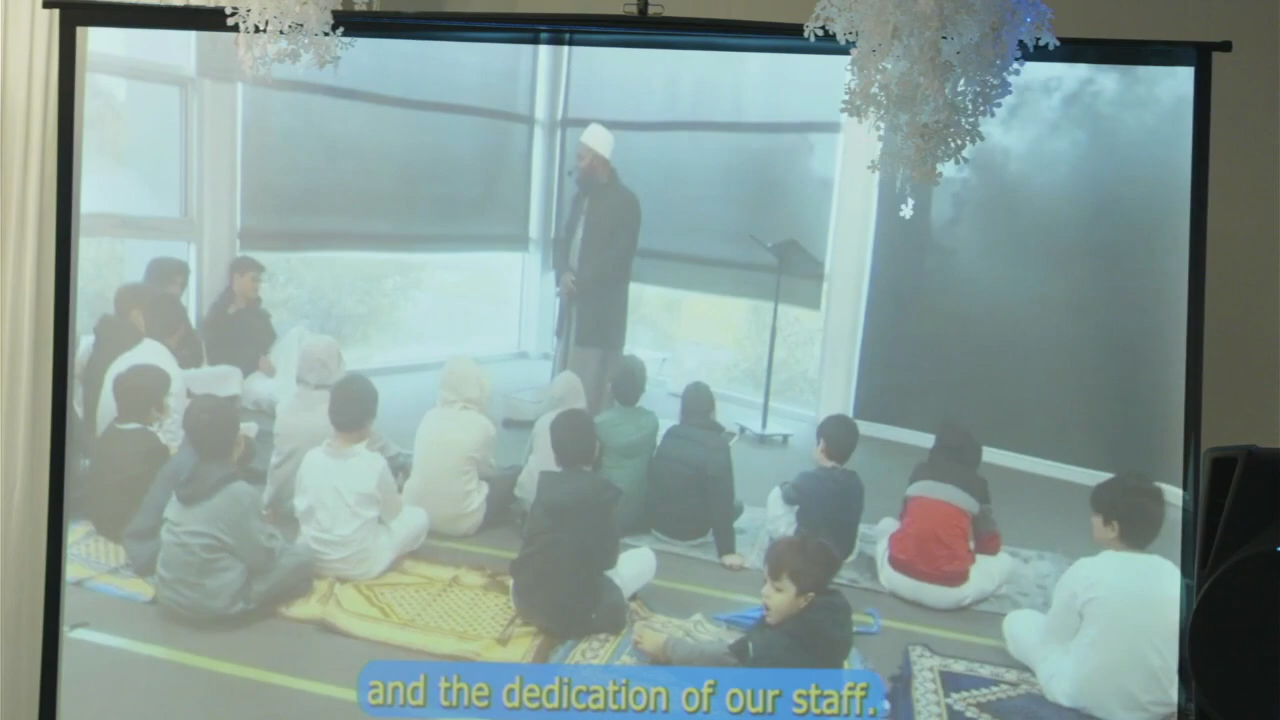 and the dedication of our staff.